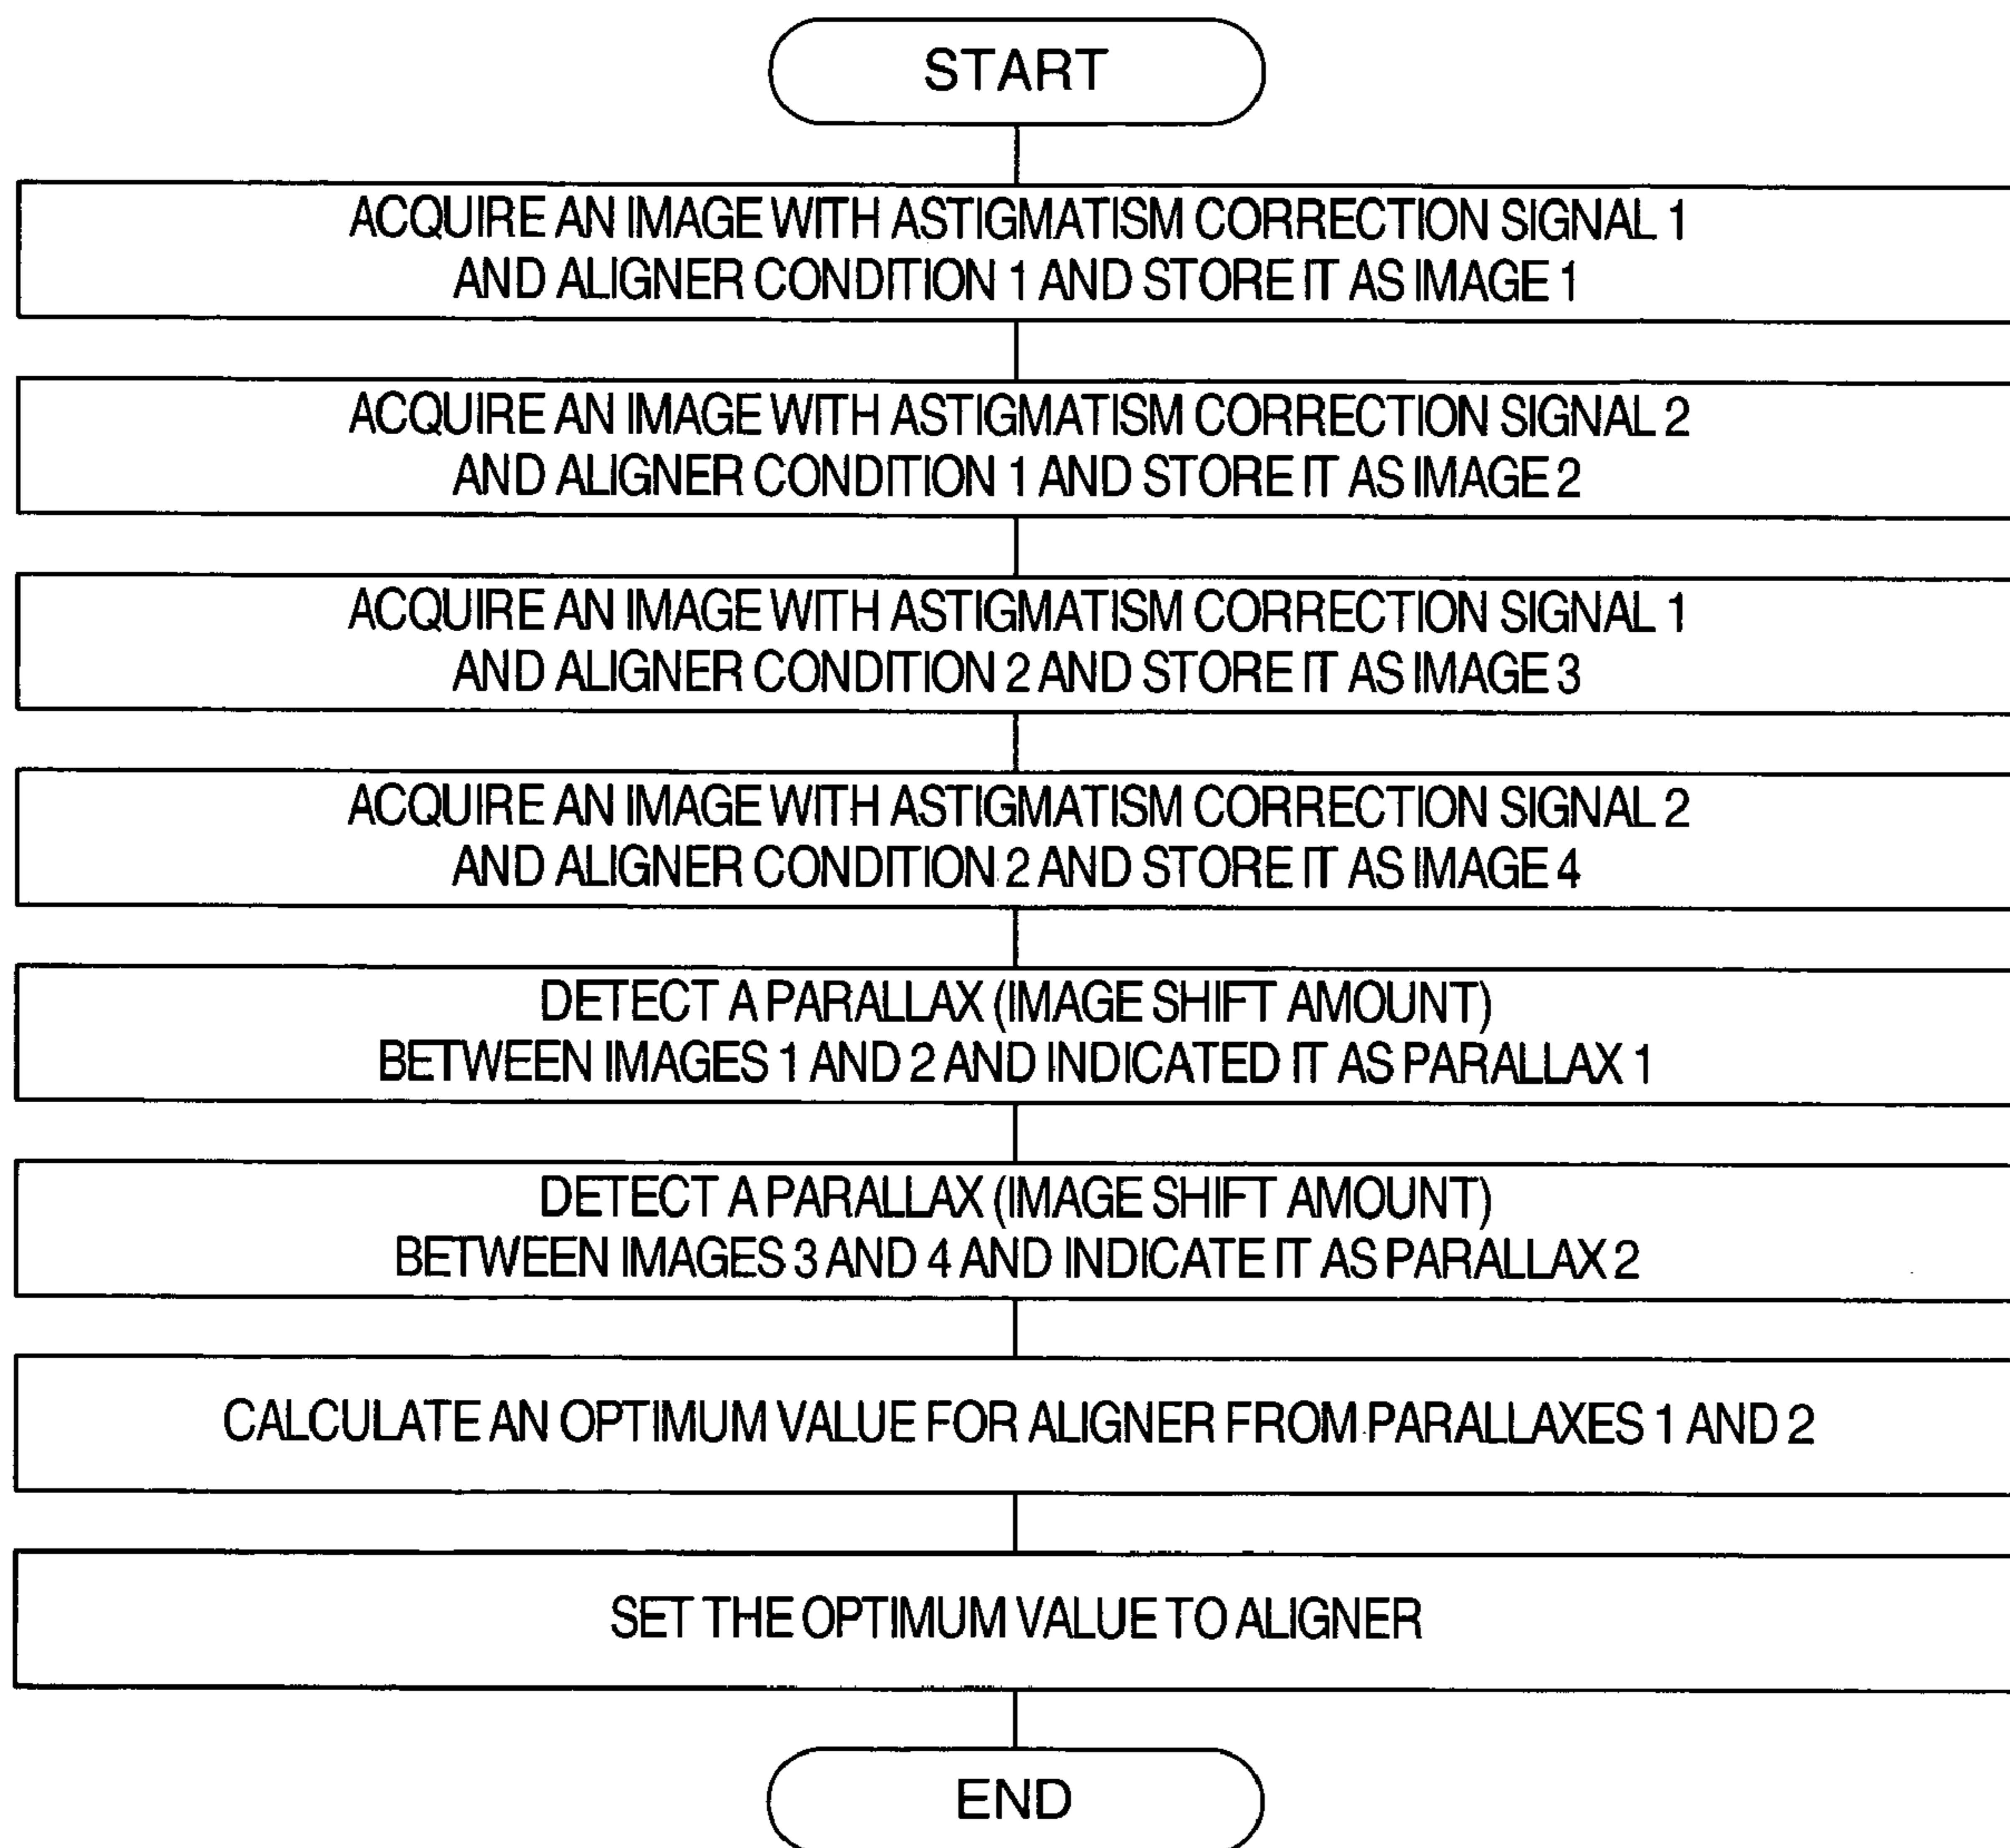 START
ACQUIRE AN IMAGE WITH ASTIGMATISM CORRECTION SIGNAL 1
AND ALIGNER CONDITION 1 AND STORE IT AS IMAGE 1
ACQUIRE AN IMAGE WITH ASTIGMATISM CORRECTION SIGNAL 2
AND ALIGNER CONDITION 1 AND STORE IT AS IMAGE 2
ACQUIRE AN IMAGE WITH ASTIGMATISM CORRECTION SIGNAL 1
AND ALIGNER CONDITION 2 AND STORE IT AS IMAGE 3
ACQUIRE AN IMAGE WITH ASTIGMATISM CORRECTION SIGNAL 2
AND ALIGNER CONDITION 2 AND STORE IT AS IMAGE 4
DETECT A PARALLAX (IMAGE SHIFT AMOUNT)
BETWEEN IMAGES 1 AND 2 AND INDICATED IT AS PARALLAX 1
DETECT A PARALLAX (IMAGE SHIFT AMOUNT)
BETWEEN IMAGES 3 AND 4 AND INDICATE IT AS PARALLAX 2
CALCULATE AN OPTIMUM VALUE FOR ALIGNER FROM PARALLAXES 1 AND 2
SET THE OPTIMUM VALUE TO ALIGNER
END